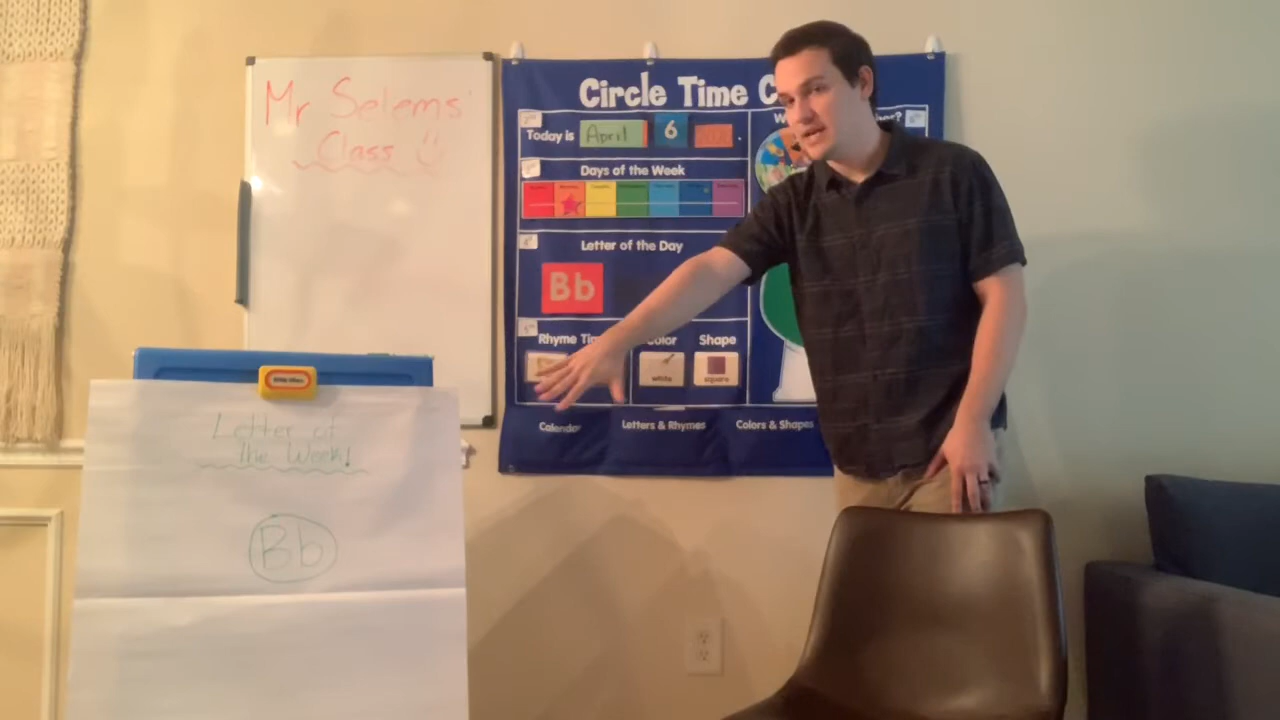 Mr Selems'
Class
Circle Time C
Today is April 6
Days of the Week
Letter of the Day
Bb
Rhyme Tim
Color
Shape
white
square
Calendar
Letters & Rhymes
Colors & Shapes
Letter of
The Week!
Bb